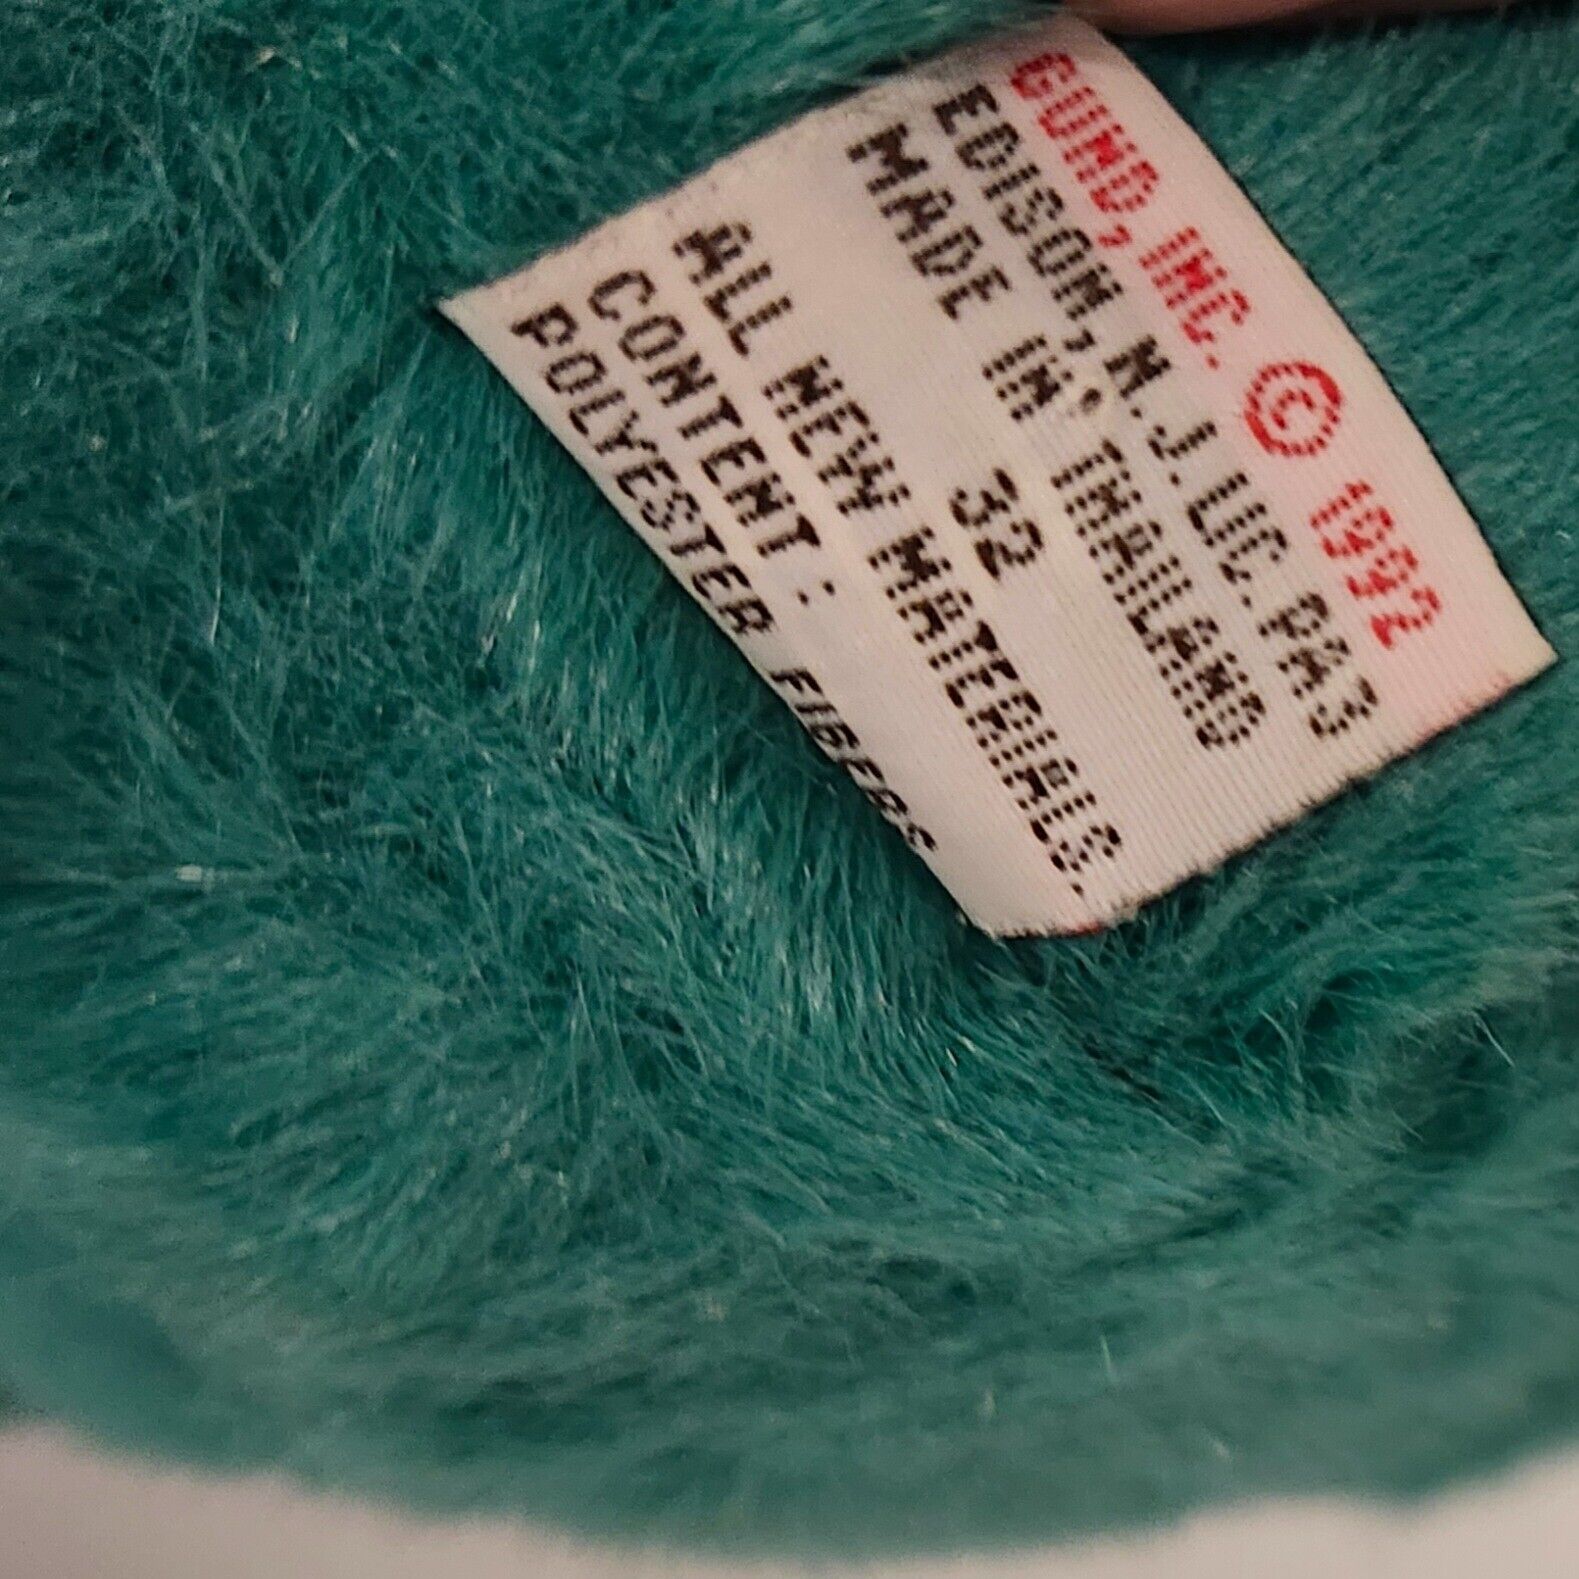 GUND, INC. © 1992
EDISON, N.J. LIC. PA3
MADE IN THAILAND
32
ALL NEW MATERIALS.
CONTENT:
POLYESTER FIBERS